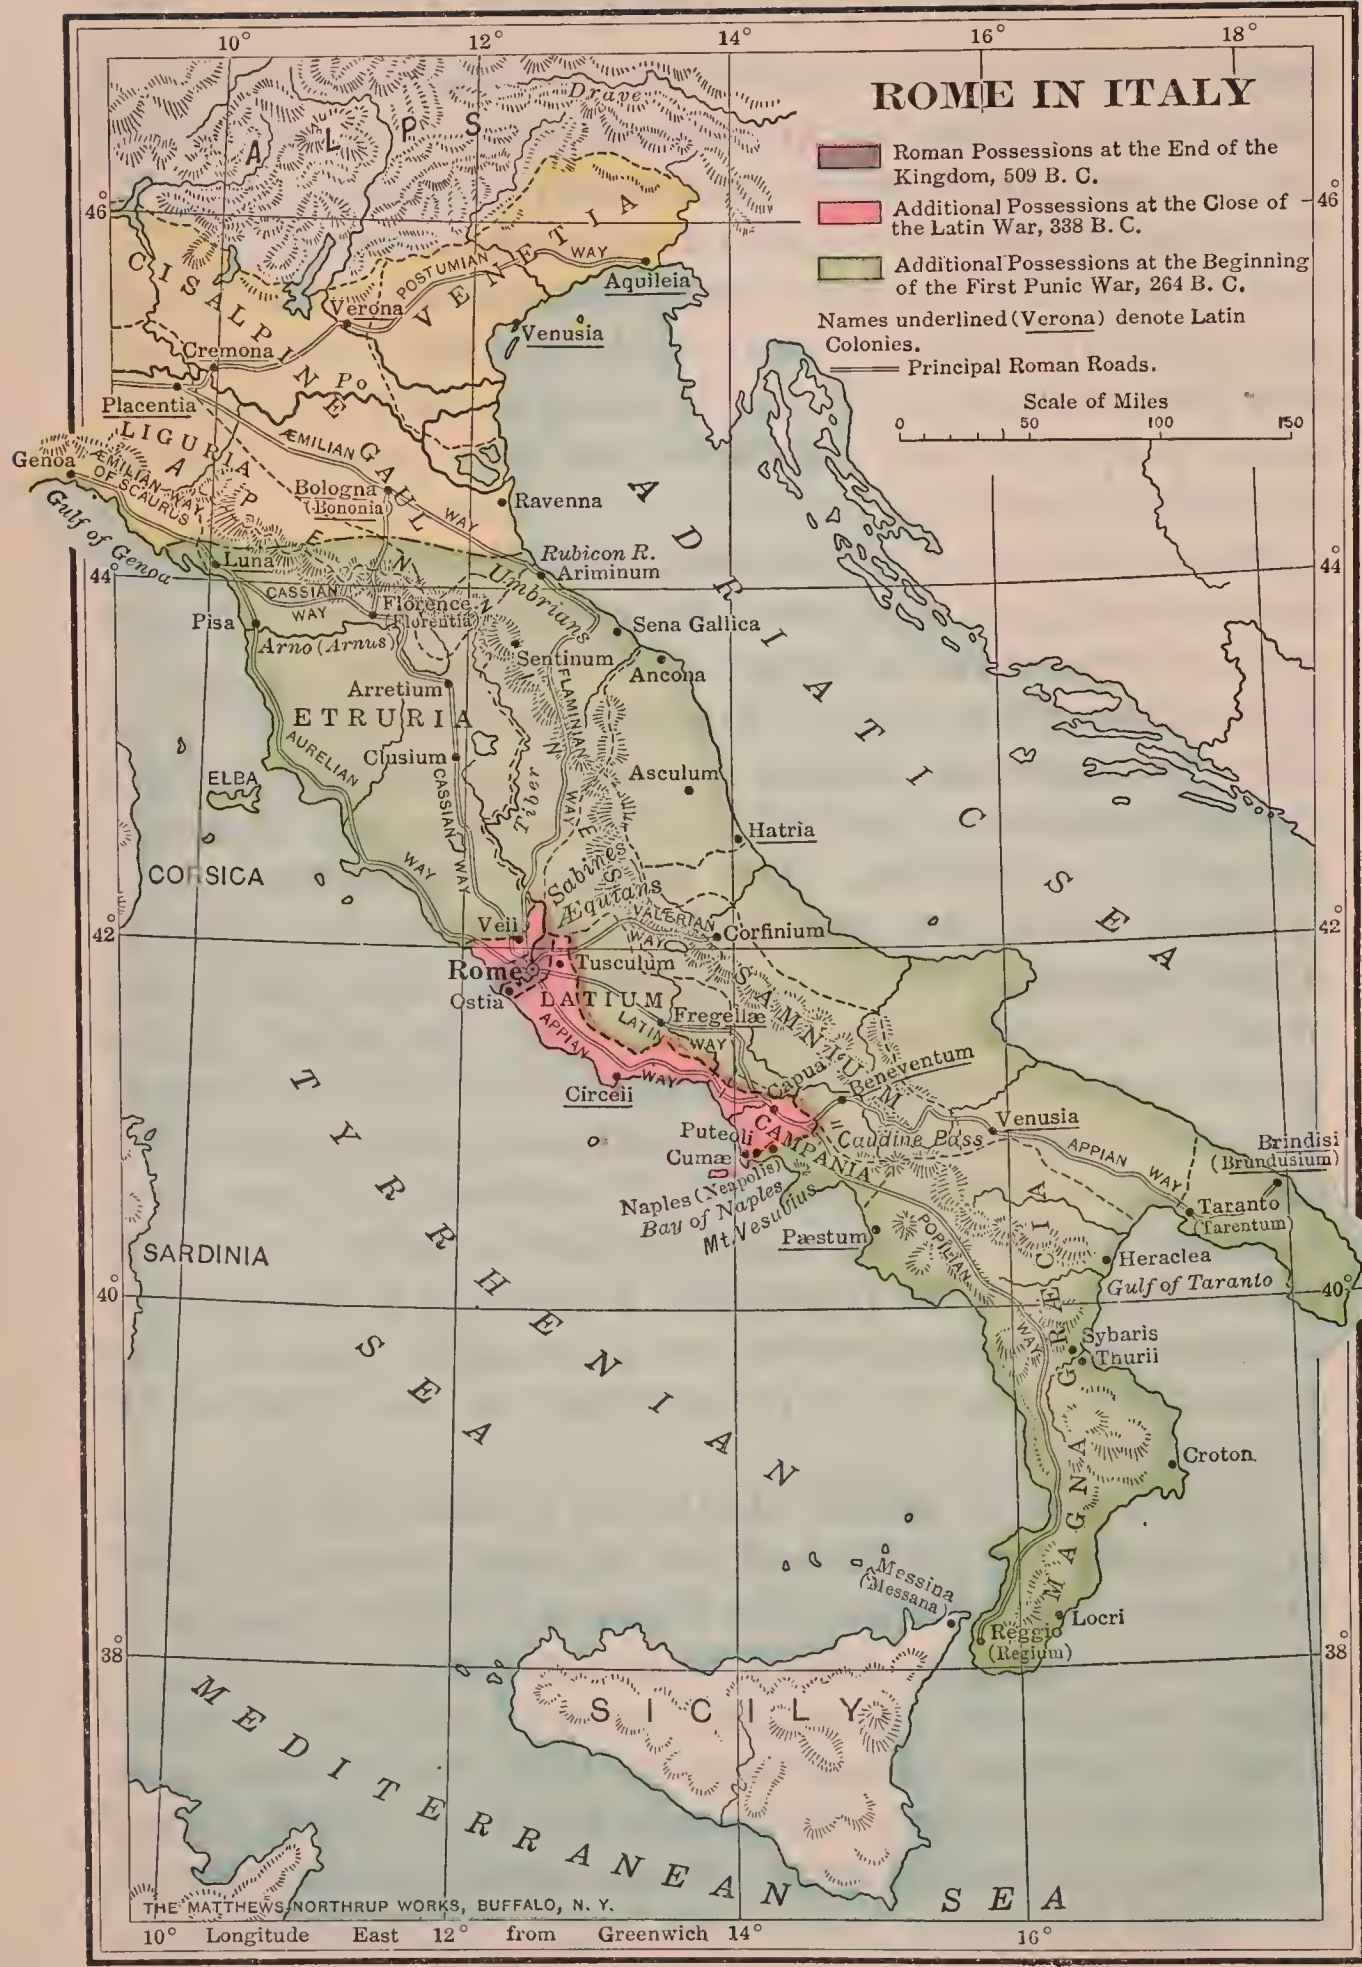 10° 12° 14° 16° 18°
ROME IN ITALY
Roman Possessions at the End of the
Kingdom, 509 B. C.
Additional Possessions at the Close of
the Latin War, 338 B. C.
Additional Possessions at the Beginning
of the First Punic War, 264 B. C.
Names underlined (Verona) denote Latin
Colonies.
Principal Roman Roads.
Scale of Miles
0 50 100 150
Drave
ALPS
46° 46°
CISALPINE
GAUL
VENETIA
POSTUMIAN WAY
Aquileia
Verona
Venusia
Cremona
Po
Placentia
LIGURIA
ÆMILIAN WAY
Genoa
ÆMILIAN WAY
OF SCAURUS
APENNINES
Bologna
(Bononia)
Ravenna
Gulf of Genoa
Luna
Rubicon R.
Ariminum
44° 44°
CASSIAN
WAY
Florence
(Florentia)
Umbrians
Pisa
Arno (Arnus)
Sena Gallica
Sentinum
Ancona
Arretium
ETRURIA
FLAMINIAN WAY
AURELIAN WAY
Clusium
CASSIAN WAY
Tiber
Asculum
ELBA
Hatria
CORSICA
Sabines
Æquians
ADRIATIC SEA
42° 42°
Veii
VALERIAN
WAY
Corfinium
Rome
Tusculum
Ostia
LATIUM
LATIN WAY
Fregellæ
SAMNIUM
APPIAN WAY
Circeii
Capua
Beneventum
Puteoli
Cumæ
CAMPANIA
Caudine Pass
Venusia
APPIAN WAY
Brindisi
(Brundusium)
Naples (Neapolis)
Bay of Naples
Mt. Vesuvius
Taranto
(Tarentum)
Pæstum
POPILIAN WAY
Heraclea
Gulf of Taranto
SARDINIA
TYRRHENIAN
SEA
40° 40°
MAGNA GRÆCIA
Sybaris
Thurii
Croton
Messina
(Messana)
Locri
Reggio
(Regium)
38° 38°
SICILY
MEDITERRANEAN SEA
THE MATTHEWS-NORTHRUP WORKS, BUFFALO, N. Y.
10° Longitude East 12° from Greenwich 14° 16°